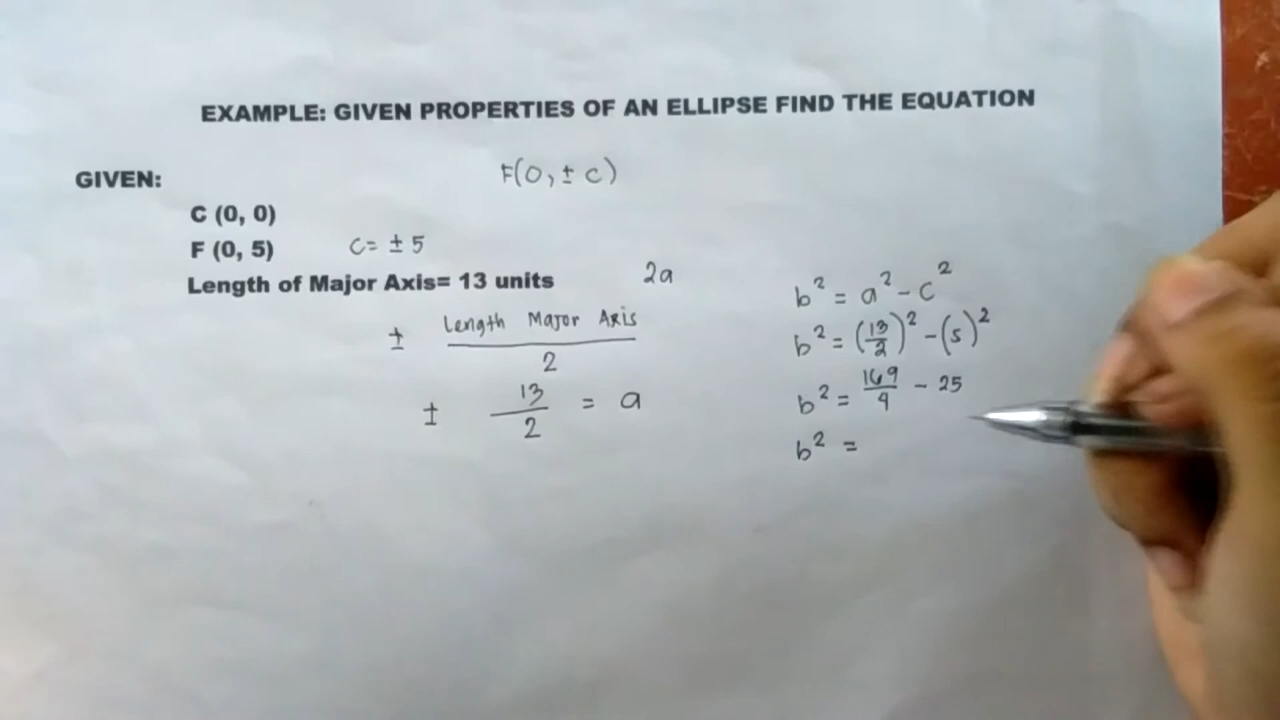 EXAMPLE: GIVEN PROPERTIES OF AN ELLIPSE FIND THE EQUATION
GIVEN:
F(0, ± c)
C (0, 0)
F (0, 5) C= ± 5
Length of Major Axis= 13 units 2a
± Length Major Axis / 2
± 13/2 = a
b² = a² - c²
b² = (13/2)² - (5)²
b² = 169/4 - 25
b² =